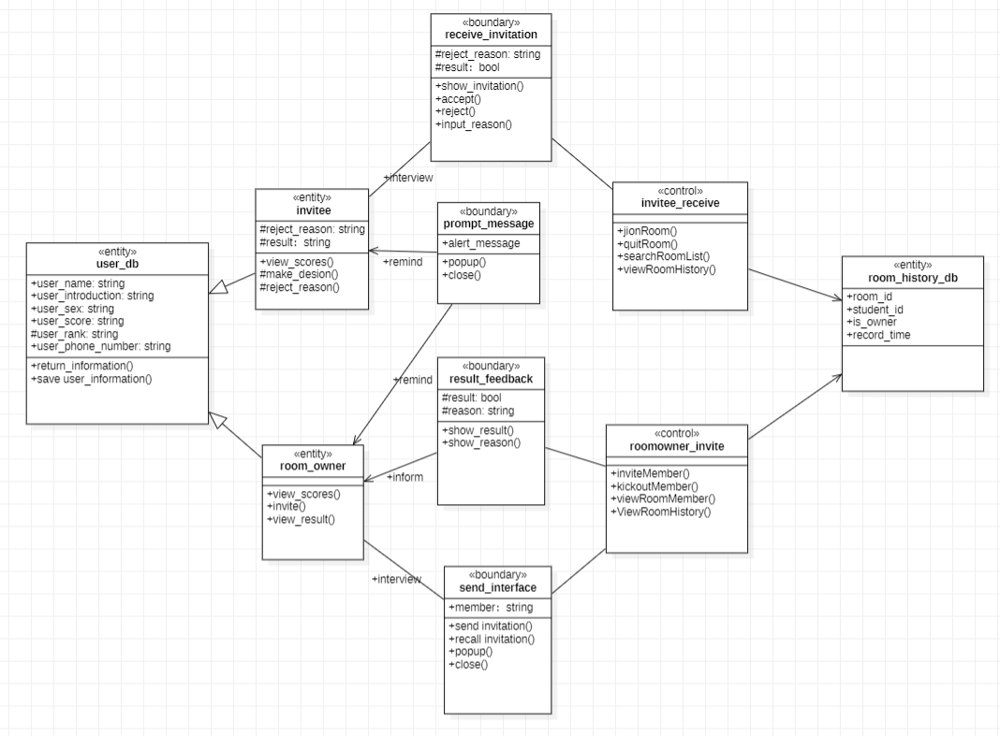 «boundary»
receive_invitation
#reject_reason: string
#result：bool
+show_invitation()
+accept()
+reject()
+input_reason()
+interview
«entity»
invitee
#reject_reason: string
#result：string
+view_scores()
#make_desion()
#reject_reason()
«boundary»
prompt_message
+alert_message
+popup()
+close()
+remind
«control»
invitee_receive
+jionRoom()
+quitRoom()
+searchRoomList()
+viewRoomHistory()
«entity»
user_db
+user_name: string
+user_introduction: string
+user_sex: string
+user_score: string
#user_rank: string
+user_phone_number: string
+return_information()
+save user_information()
«entity»
room_history_db
+room_id
+student_id
+is_owner
+record_time
+remind
«boundary»
result_feedback
#result: bool
#reason: string
+show_result()
+show_reason()
+inform
«entity»
room_owner
+view_scores()
+invite()
+view_result()
«control»
roomowner_invite
+inviteMember()
+kickoutMember()
+viewRoomMember()
+ViewRoomHistory()
+interview
«boundary»
send_interface
+member：string
+send invitation()
+recall invitation()
+popup()
+close()